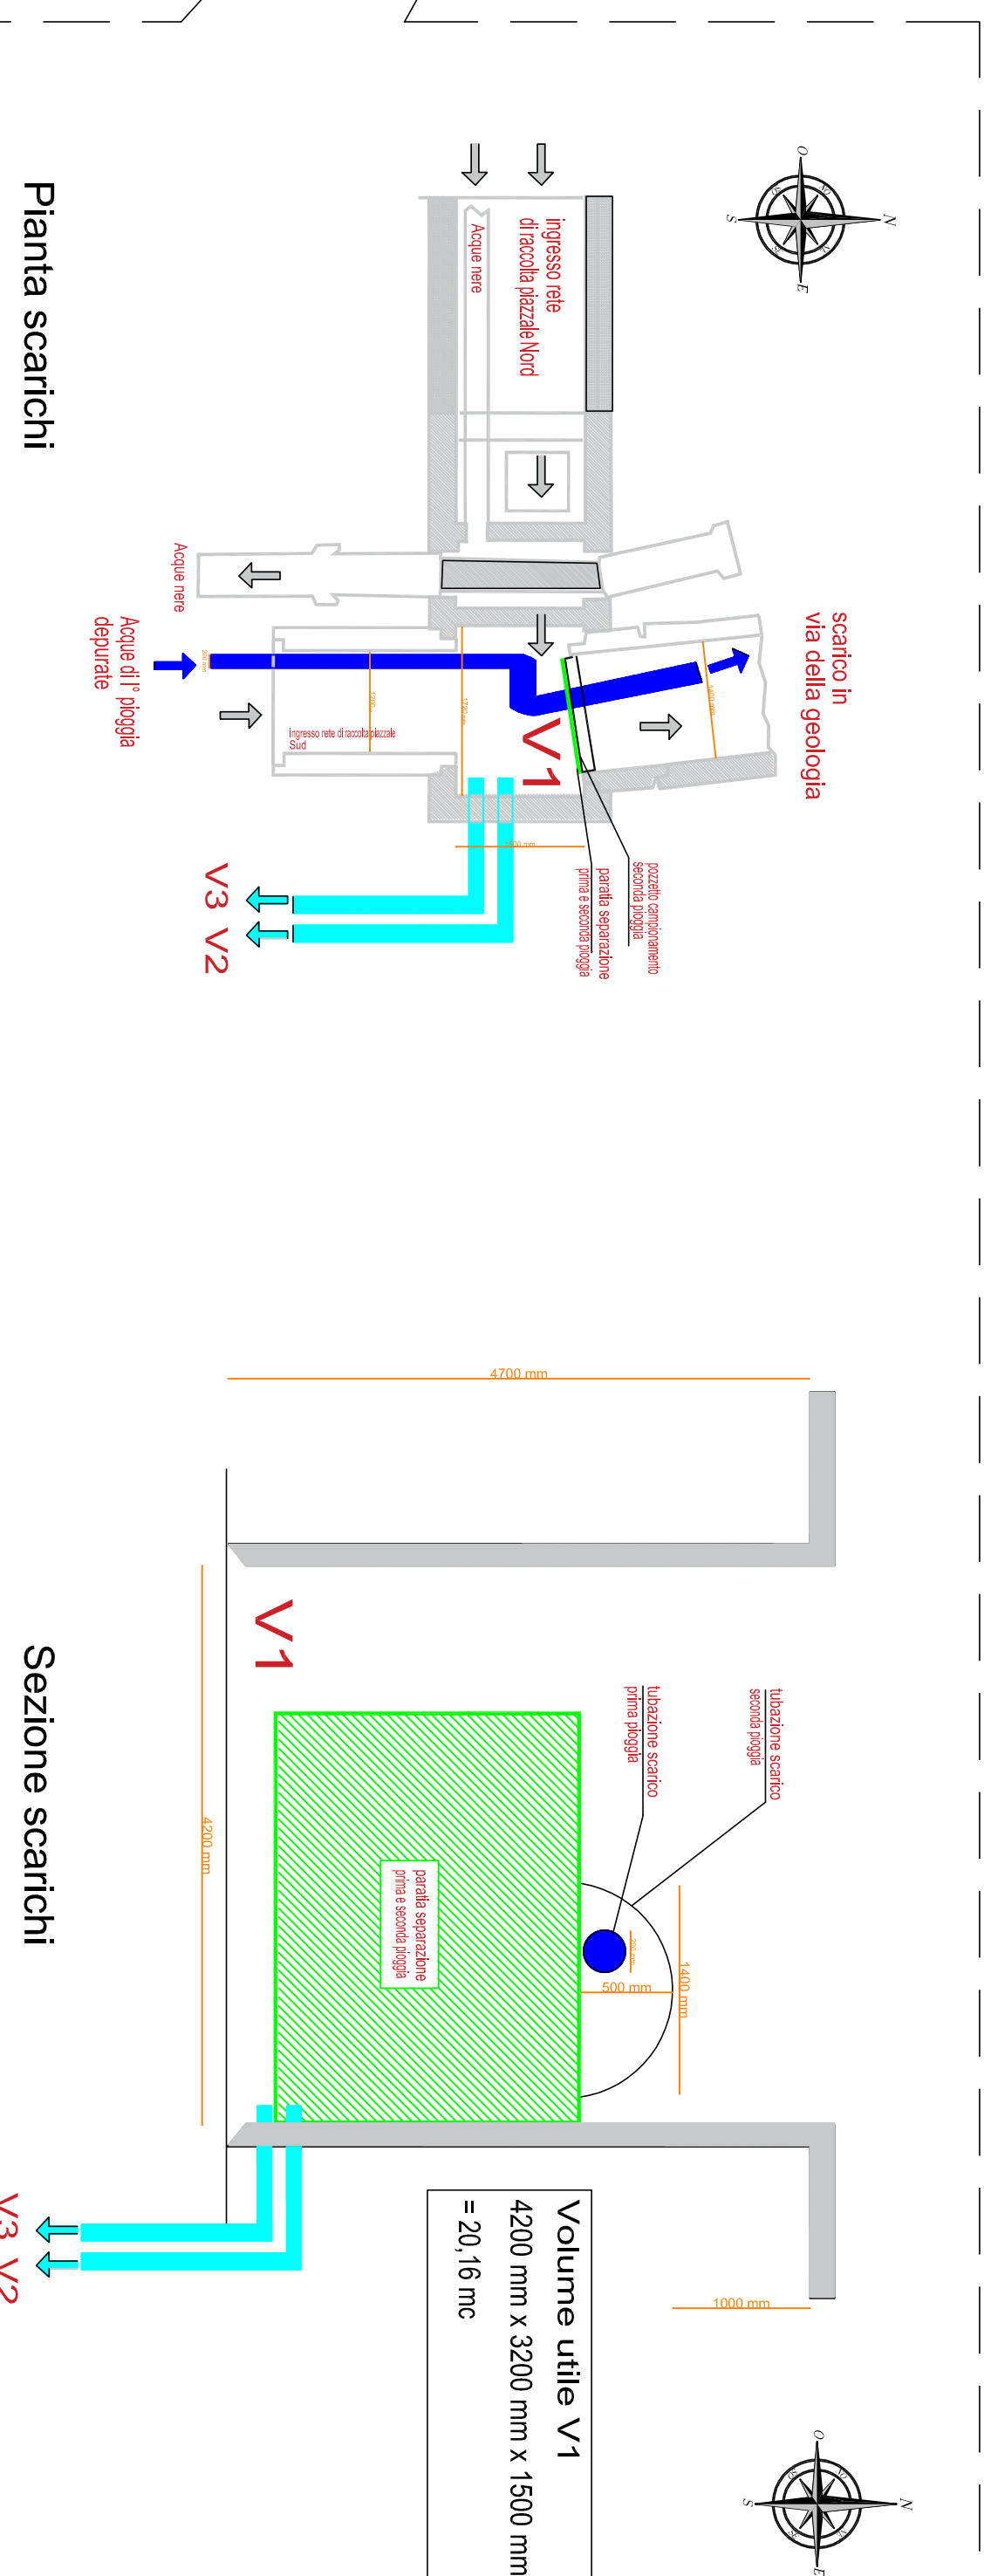 Pianta scarichi
ingresso rete
di raccolta piazzale Nord
Acque nere
Acque nere
Acque di I° pioggia
depurate
ingresso rete di raccolta piazzale
Sud
scarico in
via della geologia
V1
V3
V2
pozzetto campionamento
seconda pioggia
paratia separazione
prima e seconda pioggia
N
S
O
E
Sezione scarichi
4700 mm
V1
4200 mm
tubazione scarico
seconda pioggia
tubazione scarico
prima pioggia
paratia separazione
prima e seconda pioggia
1400 mm
500 mm
1000 mm
V3
V2
Volume utile V1
4200 mm x 3200 mm x 1500 mm
= 20,16 mc
N
S
O
E